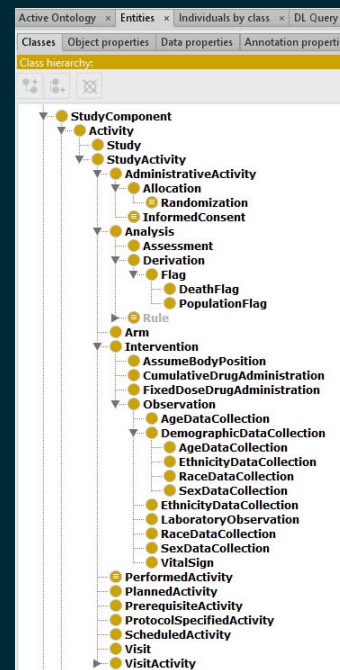 Active Ontology × Entities × Individuals by class × DL Query
Classes Object properties Data properties Annotation properti
Class hierarchy:
StudyComponent
Activity
Study
StudyActivity
AdministrativeActivity
Allocation
Randomization
InformedConsent
Analysis
Assessment
Derivation
Flag
DeathFlag
PopulationFlag
Rule
Arm
Intervention
AssumeBodyPosition
CumulativeDrugAdministration
FixedDoseDrugAdministration
Observation
AgeDataCollection
DemographicDataCollection
AgeDataCollection
EthnicityDataCollection
RaceDataCollection
SexDataCollection
EthnicityDataCollection
LaboratoryObservation
RaceDataCollection
SexDataCollection
VitalSign
PerformedActivity
PlannedActivity
PrerequisiteActivity
ProtocolSpecifiedActivity
ScheduledActivity
Visit
VisitActivity